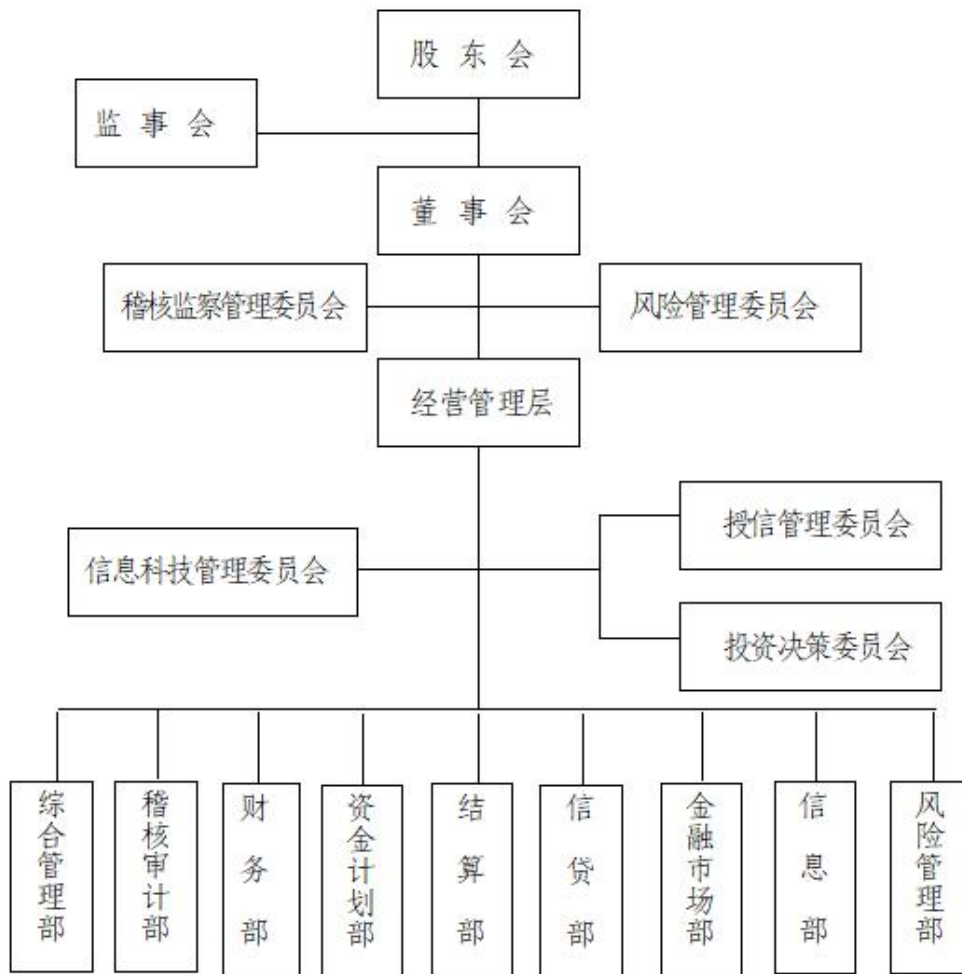 股东会
监事会
董事会
稽核监察管理委员会
风险管理委员会
经营管理层
授信管理委员会
信息科技管理委员会
投资决策委员会
综合管理部
稽核审计部
财务部
资金计划部
结算部
信贷部
金融市场部
信息部
风险管理部